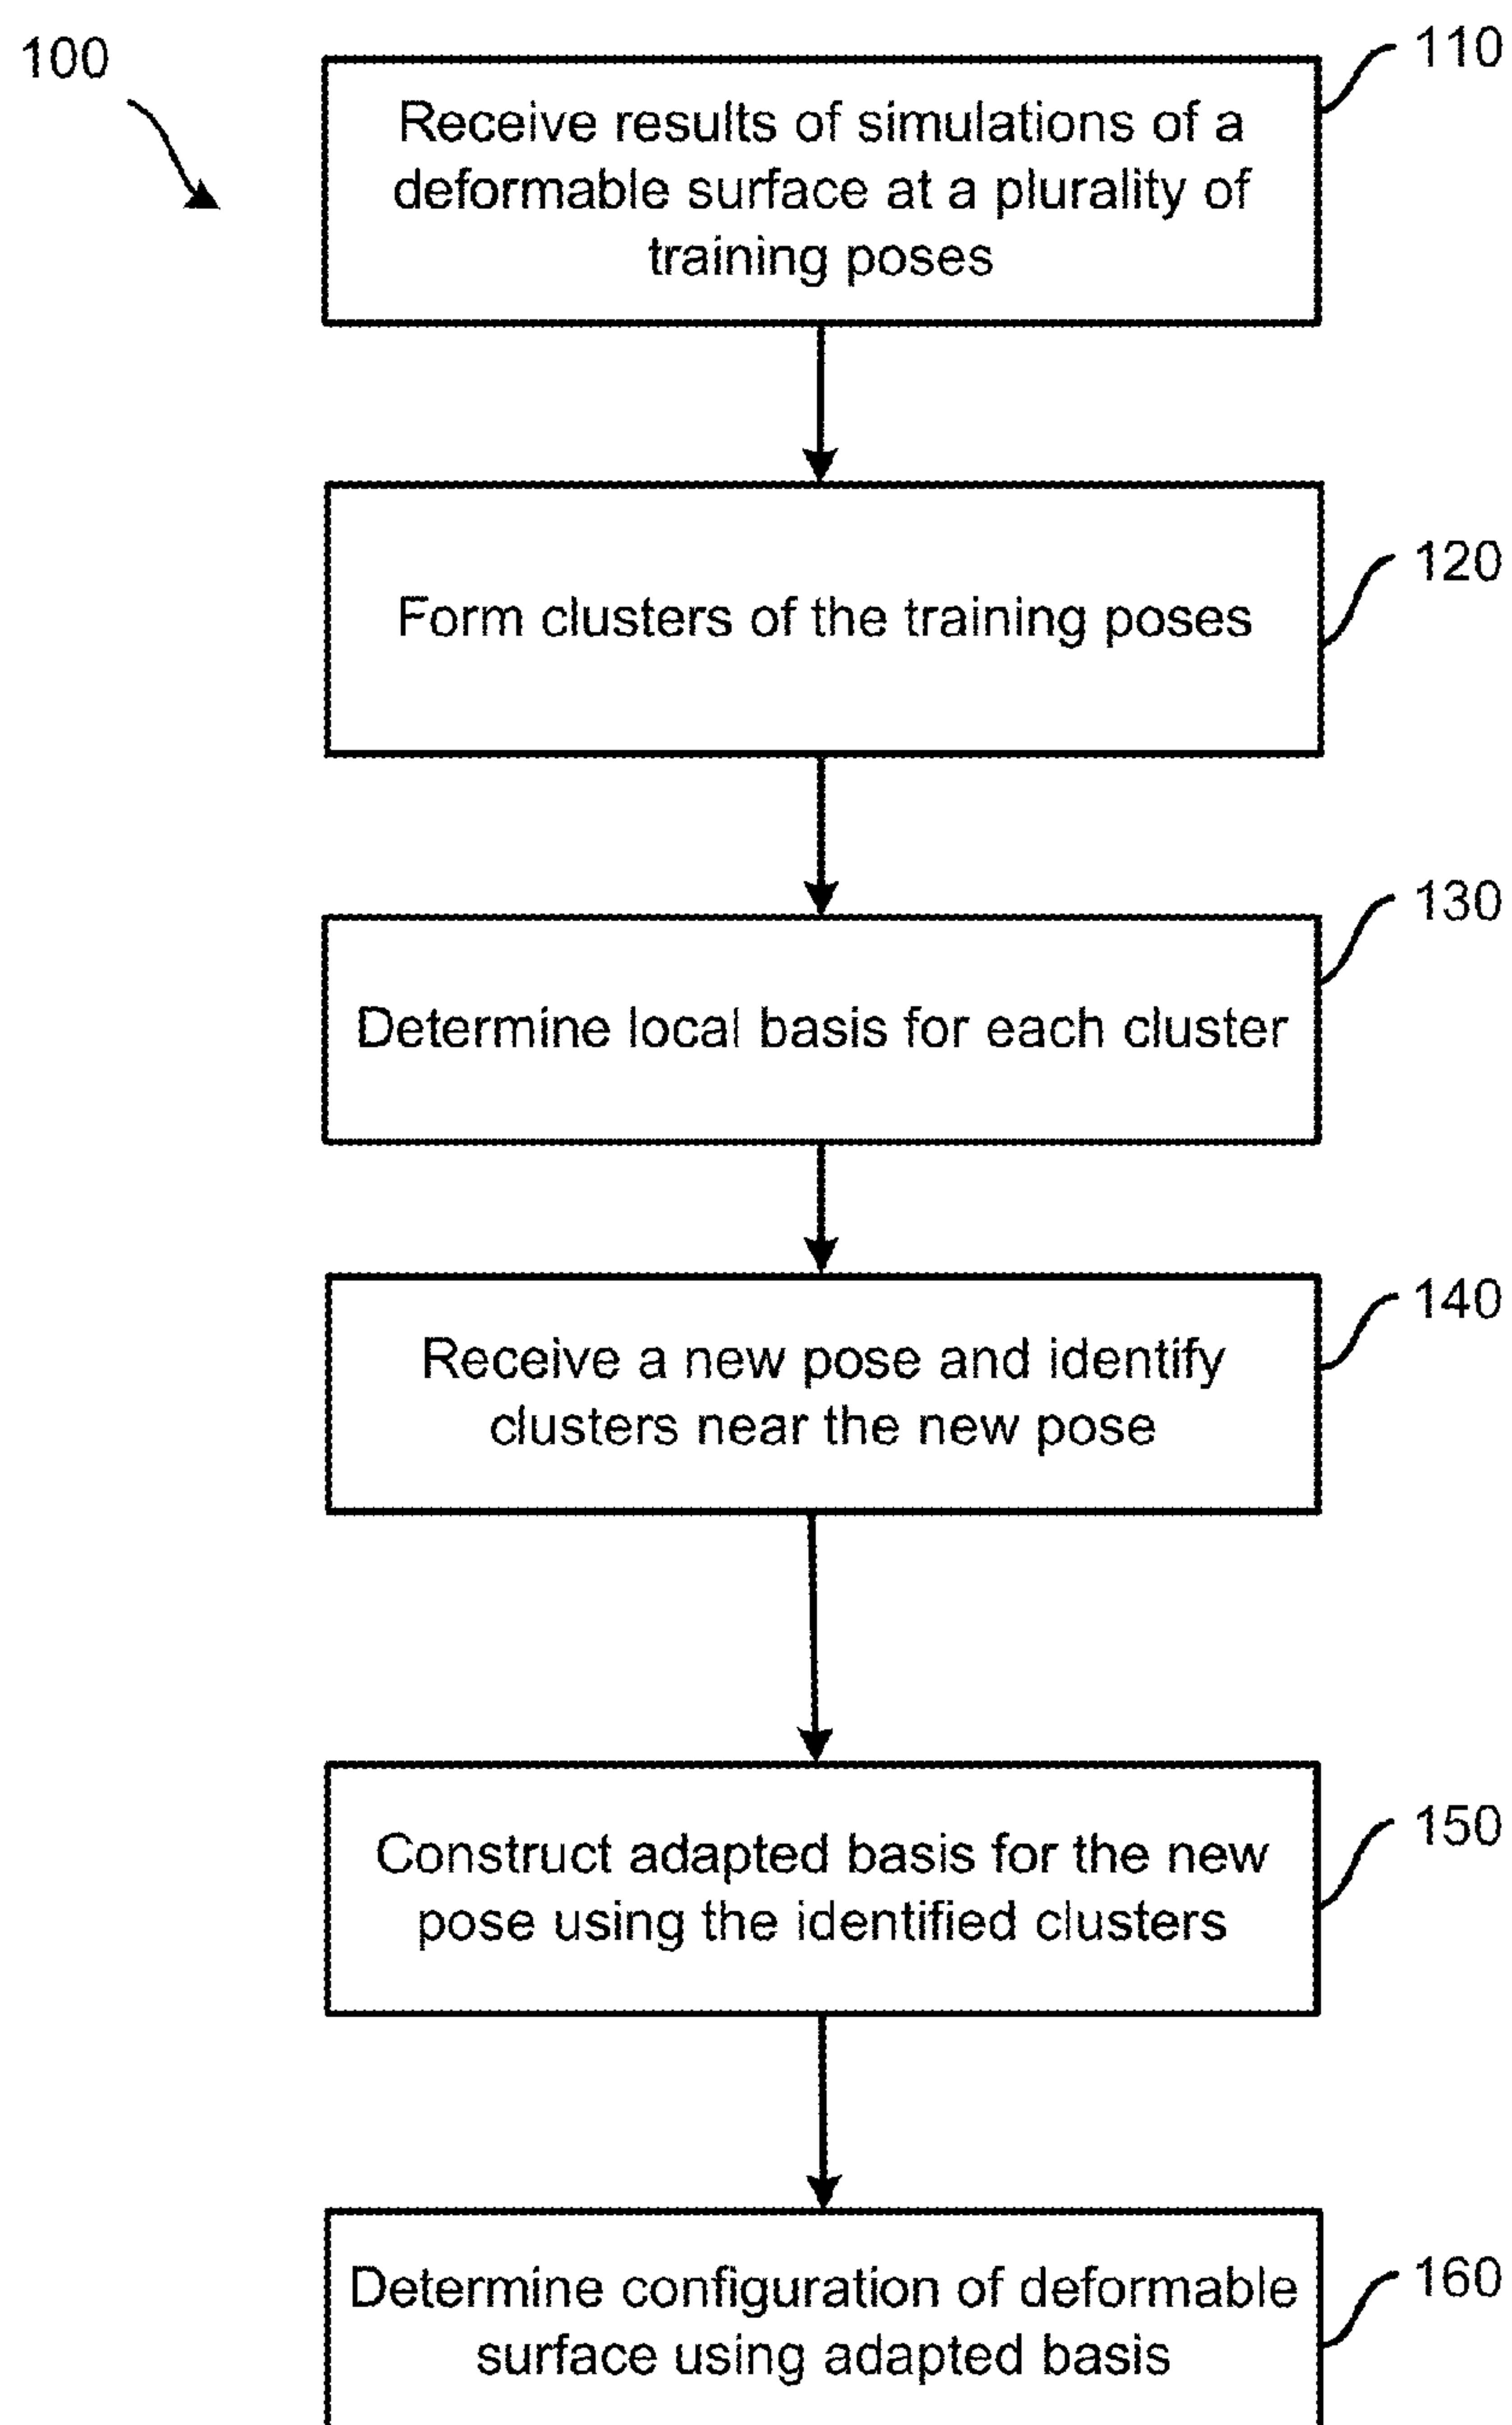 100
110
Receive results of simulations of a
deformable surface at a plurality of
training poses
120
Form clusters of the training poses
130
Determine local basis for each cluster
140
Receive a new pose and identify
clusters near the new pose
150
Construct adapted basis for the new
pose using the identified clusters
160
Determine configuration of deformable
surface using adapted basis